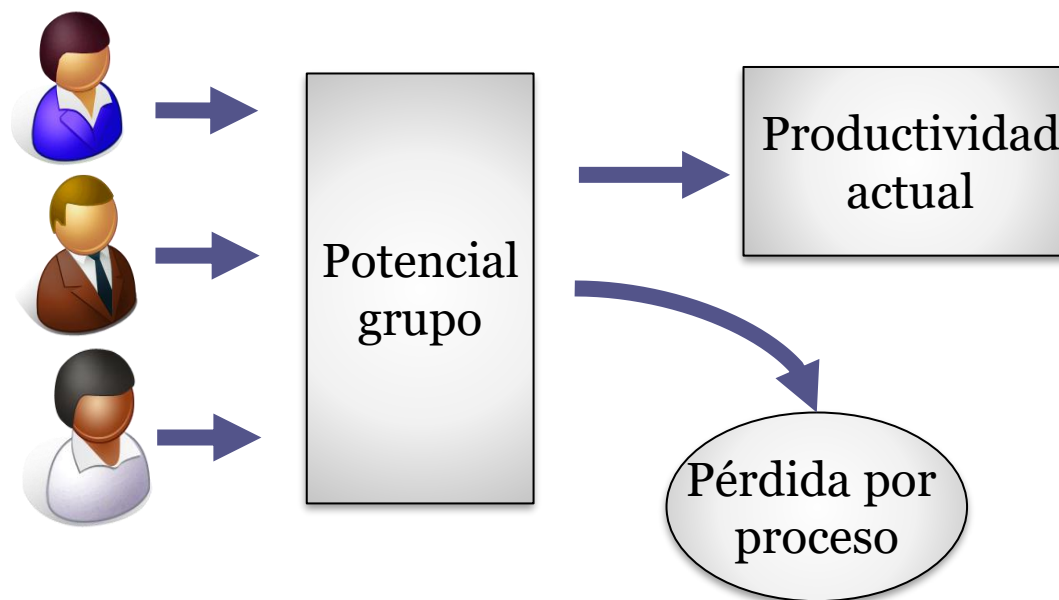 Productividad
actual
Potencial
grupo
Pérdida por
proceso